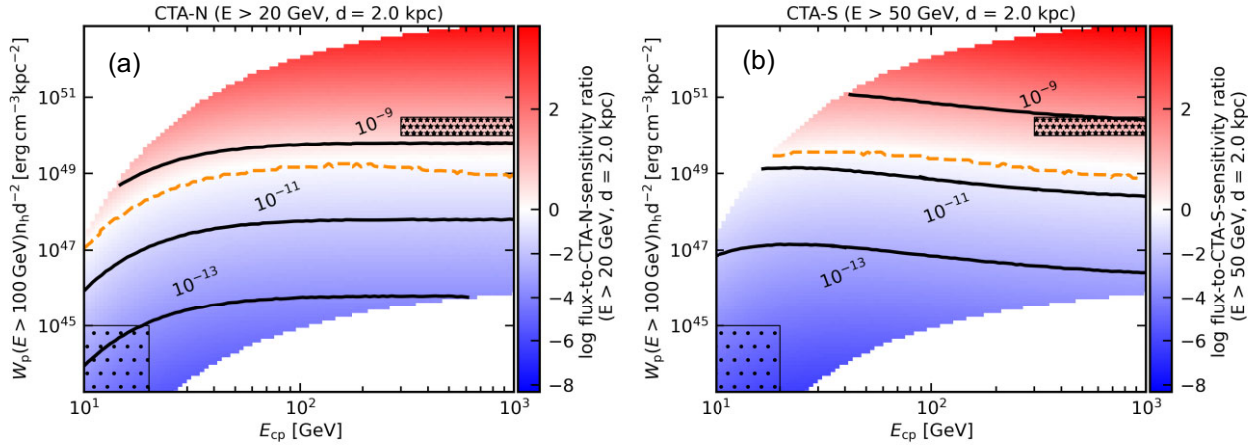 CTA-N (E > 20 GeV, d = 2.0 kpc)
(a)
W_p(E > 100 GeV)n_h d^{-2} [erg cm^{-3}kpc^{-2}]
10^{51}
10^{49}
10^{47}
10^{45}
10^{-9}
10^{-11}
10^{-13}
10^1
10^2
10^3
E_{cp} [GeV]
2
0
−2
−4
−6
−8
log flux-to-CTA-N-sensitivity ratio
(E > 20 GeV, d = 2.0 kpc)
CTA-S (E > 50 GeV, d = 2.0 kpc)
(b)
W_p(E > 100 GeV)n_h d^{-2} [erg cm^{-3}kpc^{-2}]
10^{51}
10^{49}
10^{47}
10^{45}
10^{-9}
10^{-11}
10^{-13}
10^1
10^2
10^3
E_{cp} [GeV]
2
0
−2
−4
−6
−8
log flux-to-CTA-S-sensitivity ratio
(E > 50 GeV, d = 2.0 kpc)